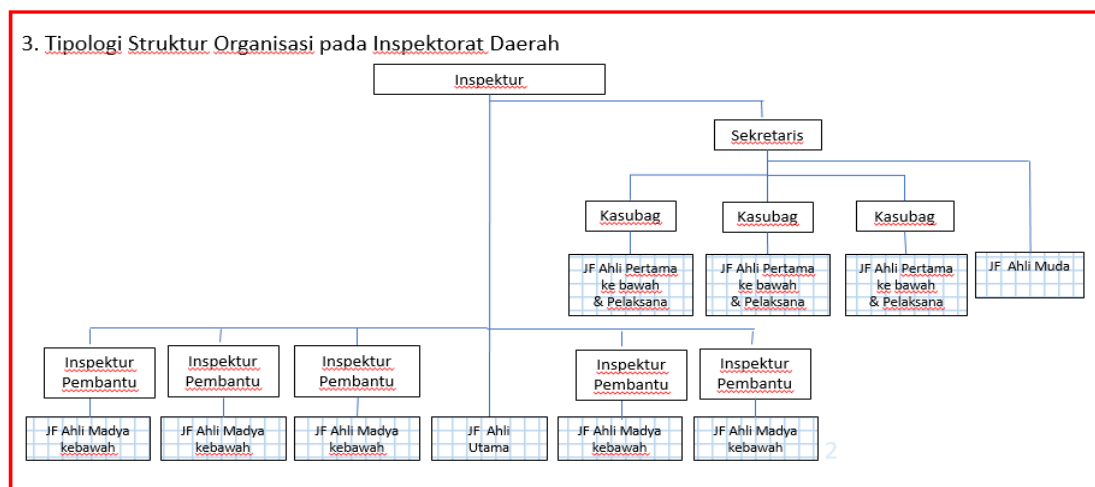 3. Tipologi Struktur Organisasi pada Inspektorat Daerah
Inspektur
Sekretaris
Kasubag
Kasubag
Kasubag
JF Ahli Pertama
ke bawah
& Pelaksana
JF Ahli Pertama
ke bawah
& Pelaksana
JF Ahli Pertama
ke bawah
& Pelaksana
JF Ahli Muda
Inspektur
Pembantu
Inspektur
Pembantu
Inspektur
Pembantu
Inspektur
Pembantu
Inspektur
Pembantu
JF Ahli Madya
kebawah
JF Ahli Madya
kebawah
JF Ahli Madya
kebawah
JF Ahli
Utama
JF Ahli Madya
kebawah
JF Ahli Madya
kebawah
2